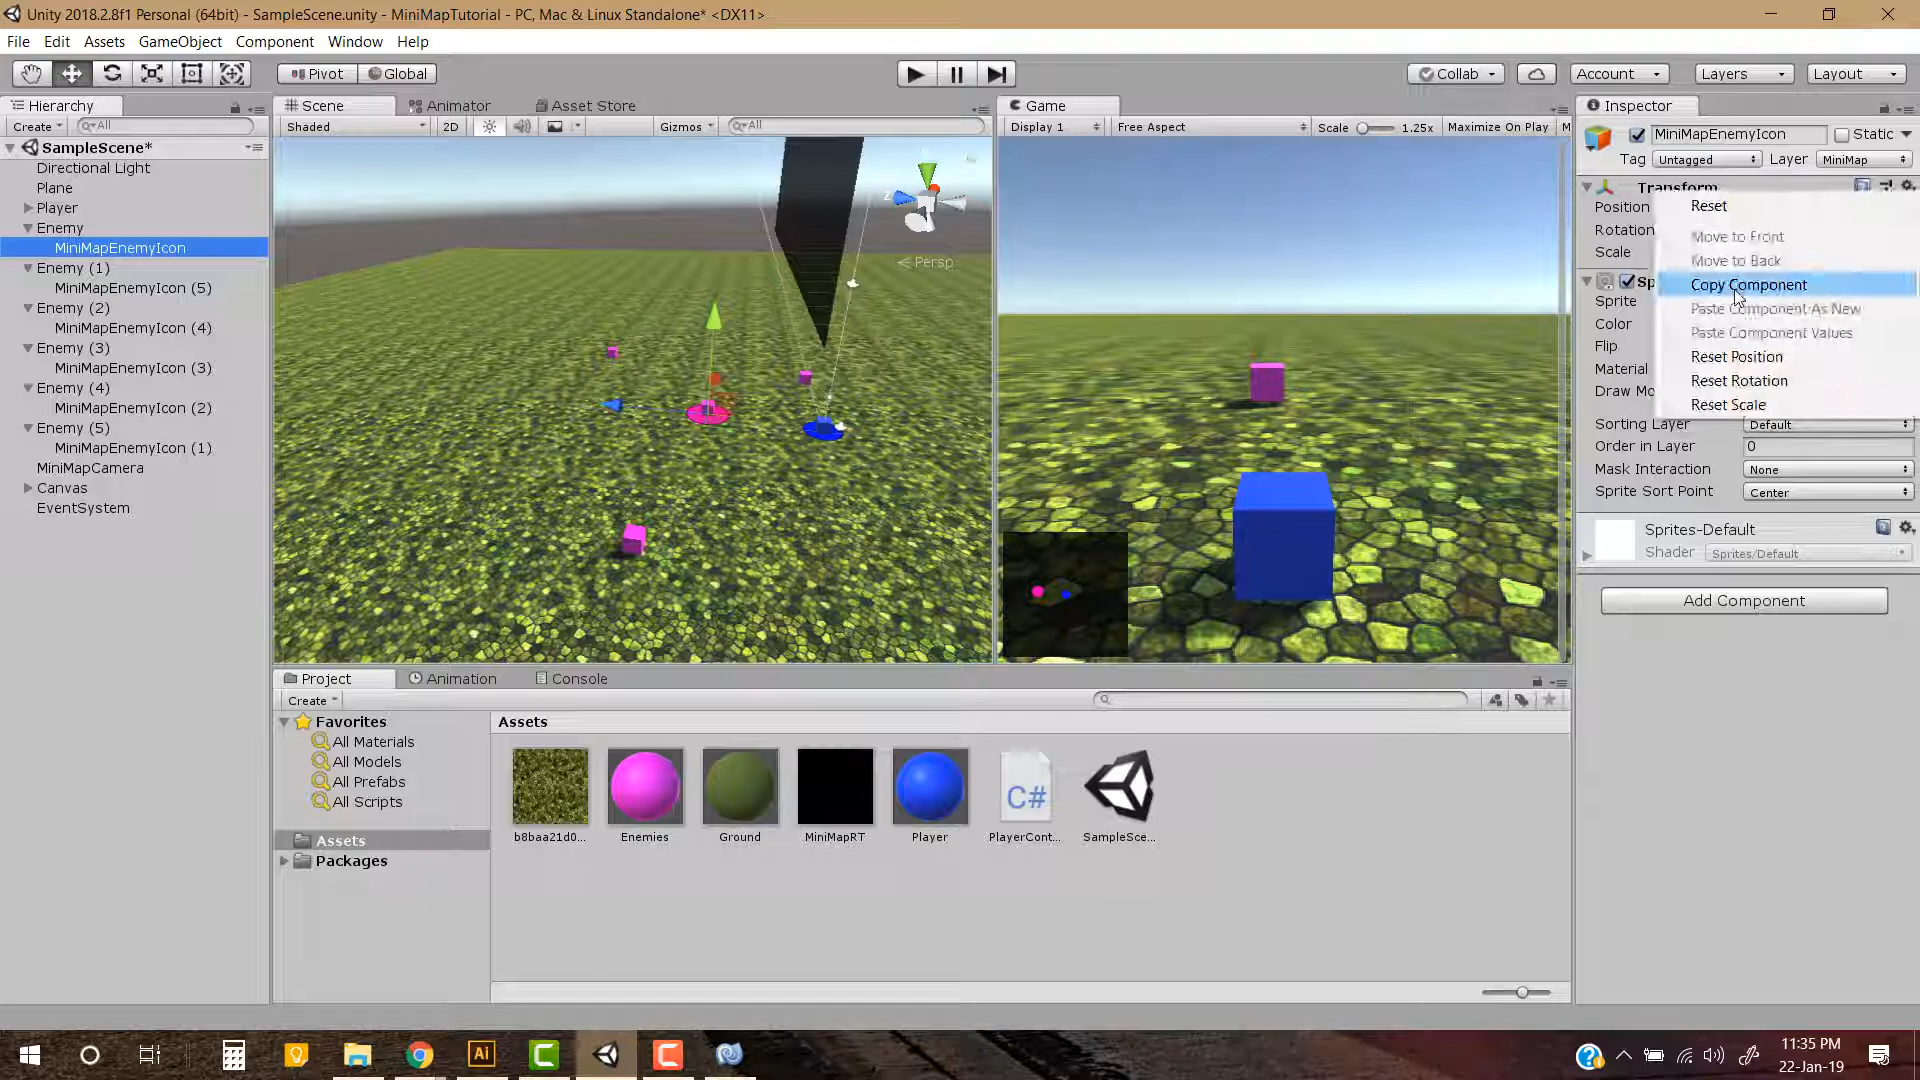 Unity 2018.2.8f1 Personal (64bit) - SampleScene.unity - MiniMapTutorial - PC, Mac & Linux Standalone* <DX11>
File Edit Assets GameObject Component Window Help
Pivot Global Collab Account Layers Layout
Hierarchy
Create All
SampleScene*
Directional Light
Plane
Player
Enemy
MiniMapEnemyIcon
Enemy (1)
MiniMapEnemyIcon (5)
Enemy (2)
MiniMapEnemyIcon (4)
Enemy (3)
MiniMapEnemyIcon (3)
Enemy (4)
MiniMapEnemyIcon (2)
Enemy (5)
MiniMapEnemyIcon (1)
MiniMapCamera
Canvas
EventSystem
Scene Animator Asset Store
Shaded 2D Gizmos All
Z
Persp
Game
Display 1 Free Aspect Scale 1.25x Maximize On Play M
Inspector
MiniMapEnemyIcon Static
Tag Untagged Layer MiniMap
Transform
Position
Rotation
Scale
Sp
Sprite
Color
Flip
Material
Draw Mo
Reset
Move to Front
Move to Back
Copy Component
Paste Component As New
Paste Component Values
Reset Position
Reset Rotation
Reset Scale
Sorting Layer Default
Order in Layer 0
Mask Interaction None
Sprite Sort Point Center
Sprites-Default
Shader Sprites/Default
Add Component
Project Animation Console
Create
Favorites
All Materials
All Models
All Prefabs
All Scripts
Assets
Packages
Assets
C#
b8baa21d0... Enemies Ground MiniMapRT Player PlayerCont... SampleSce...
Ai C C
11:35 PM
22-Jan-19